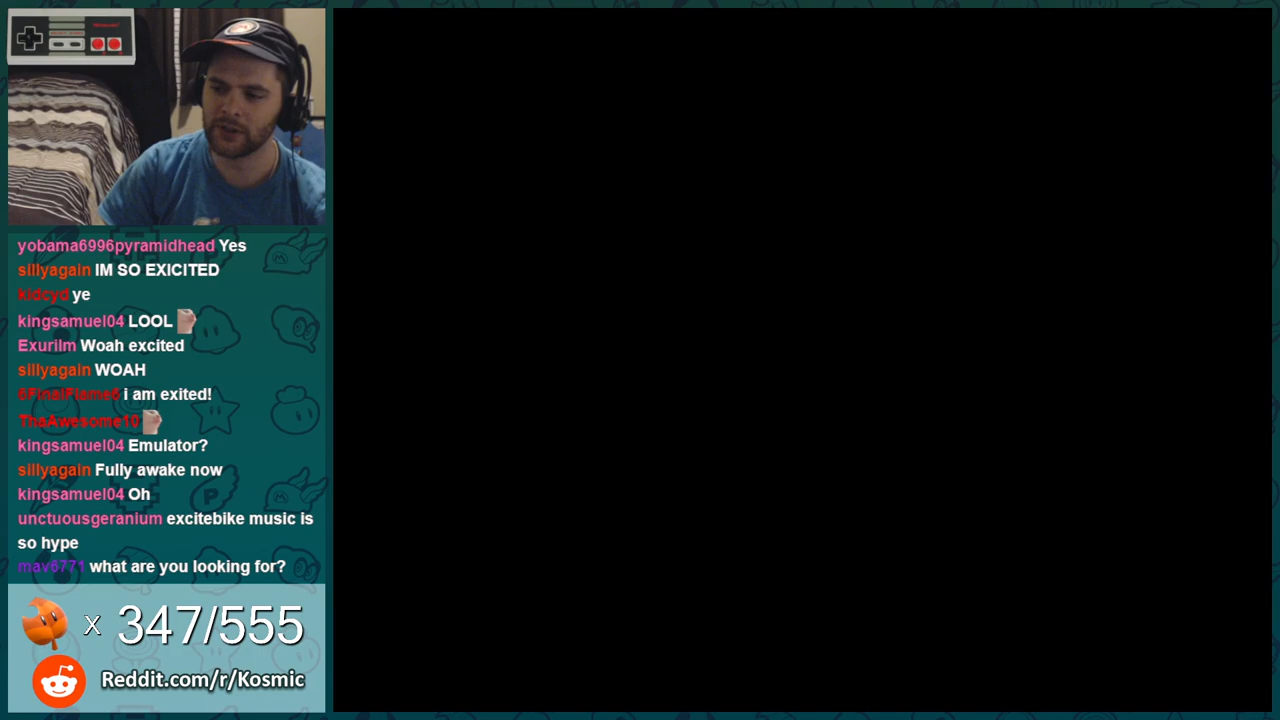 yobama6996pyramidhead Yes
sillyagain IM SO EXICITED
kidcyd ye
kingsamuel04 LOOL
Exurilm Woah excited
sillyagain WOAH
6FinalFlame6 i am exited!
ThaAwesome10
kingsamuel04 Emulator?
sillyagain Fully awake now
kingsamuel04 Oh
unctuousgeranium excitebike music is
so hype
mav6771 what are you looking for?
x 347/555
Reddit.com/r/Kosmic